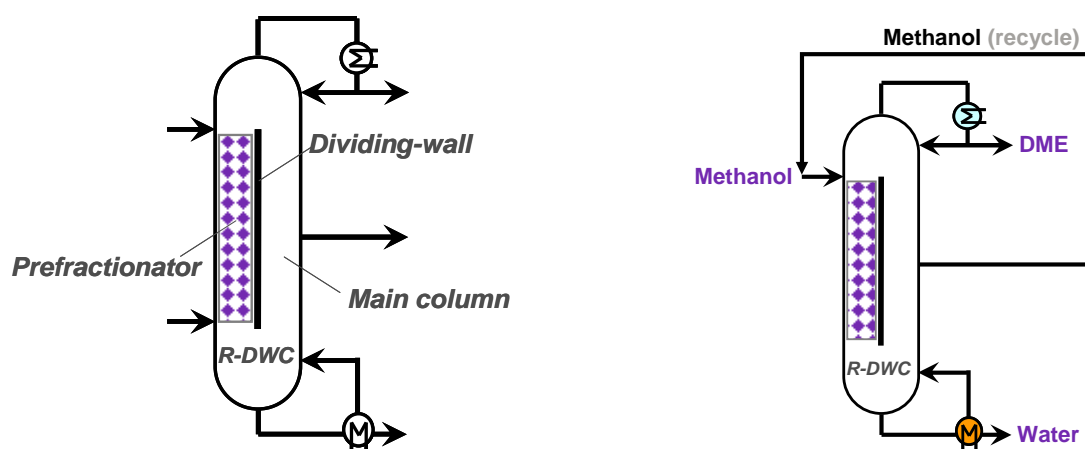 Dividing-wall
Prefractionator
Main column
R-DWC
Methanol (recycle)
DME
Methanol
R-DWC
Water